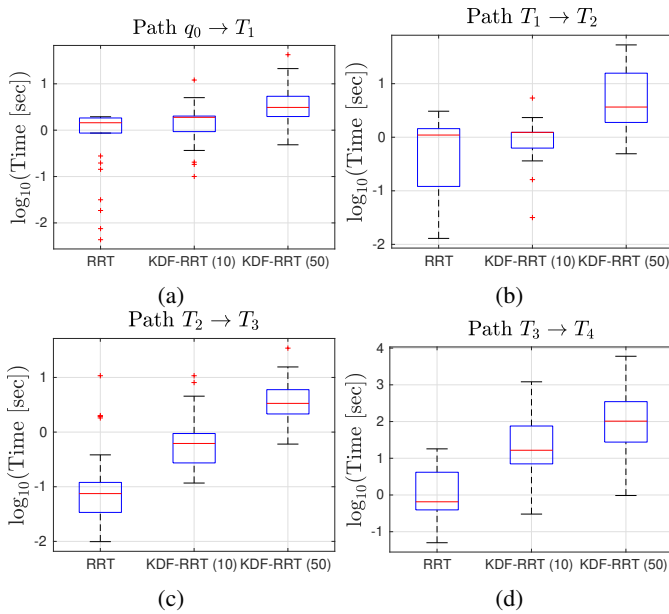 Path q₀ → T₁
log₁₀(Time [sec])
1
0
-1
-2
RRT KDF-RRT (10) KDF-RRT (50)
(a)
Path T₁ → T₂
log₁₀(Time [sec])
1
0
-1
-2
RRT KDF-RRT (10) KDF-RRT (50)
(b)
Path T₂ → T₃
log₁₀(Time [sec])
1
0
-1
-2
RRT KDF-RRT (10) KDF-RRT (50)
(c)
Path T₃ → T₄
log₁₀(Time [sec])
4
3
2
1
0
-1
RRT KDF-RRT (10) KDF-RRT (50)
(d)